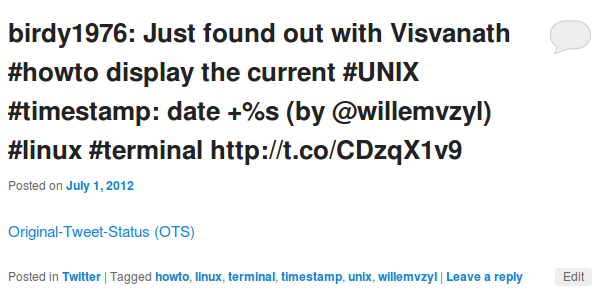 birdy1976: Just found out with Visvanath
#howto display the current #UNIX
#timestamp: date +%s (by @willemvzyl)
#linux #terminal http://t.co/CDzqX1v9
Posted on July 1, 2012
Original-Tweet-Status (OTS)
Posted in Twitter | Tagged howto, linux, terminal, timestamp, unix, willemvzyl | Leave a reply Edit